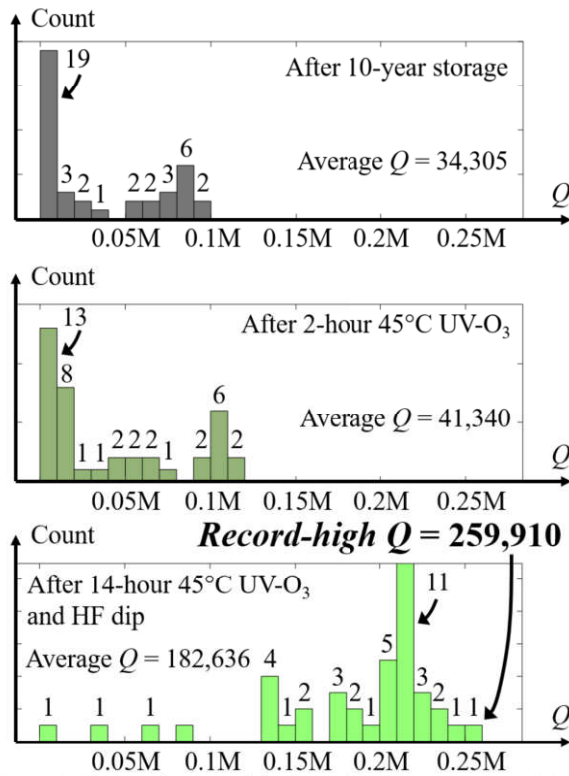 Count
19
After 10-year storage
6
3
2
1
2
2
3
2
Average Q = 34,305
Q
0.05M 0.1M 0.15M 0.2M 0.25M
Count
13
After 2-hour 45°C UV-O₃
8
6
1 1 2 2 2 1 2 2
Average Q = 41,340
Q
0.05M 0.1M 0.15M 0.2M 0.25M
Count
Record-high Q = 259,910
After 14-hour 45°C UV-O₃
and HF dip
11
Average Q = 182,636
4
5
3
3
1 1 1 1 2 2 1 2 1 1
Q
0.05M 0.1M 0.15M 0.2M 0.25M